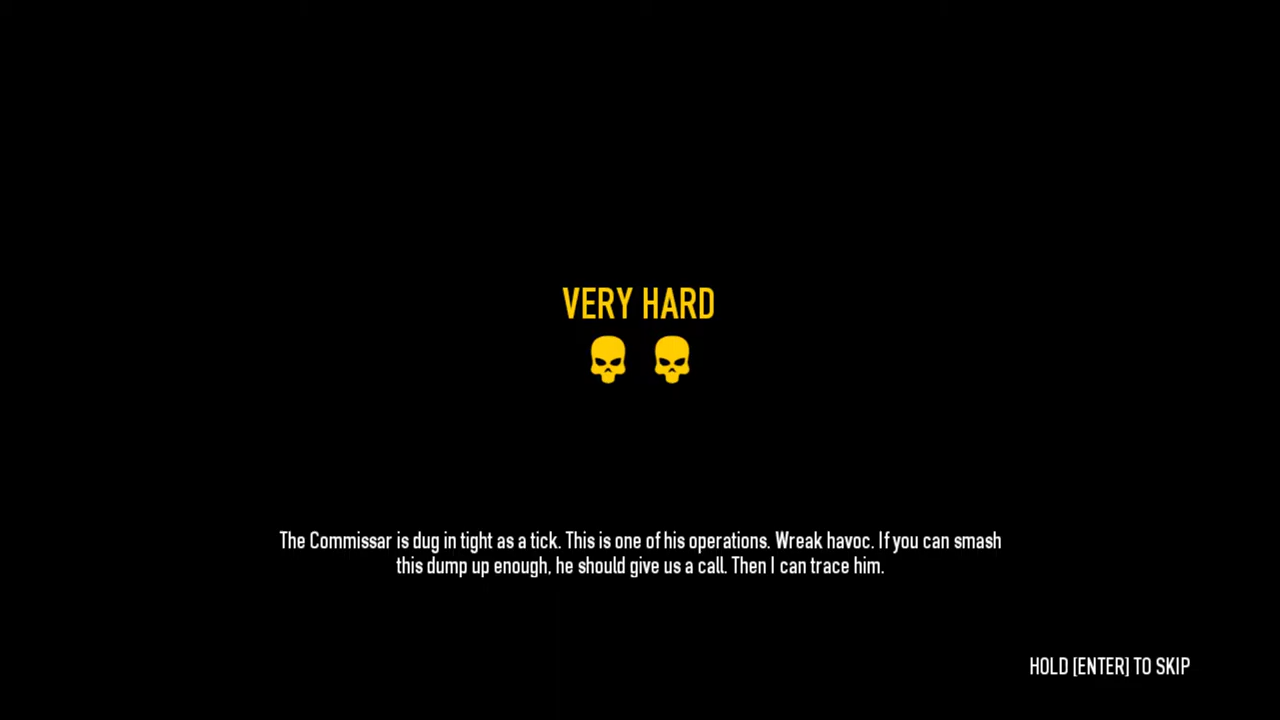 VERY HARD
The Commissar is dug in tight as a tick. This is one of his operations. Wreak havoc. If you can smash
this dump up enough, he should give us a call. Then I can trace him.
HOLD [ENTER] TO SKIP